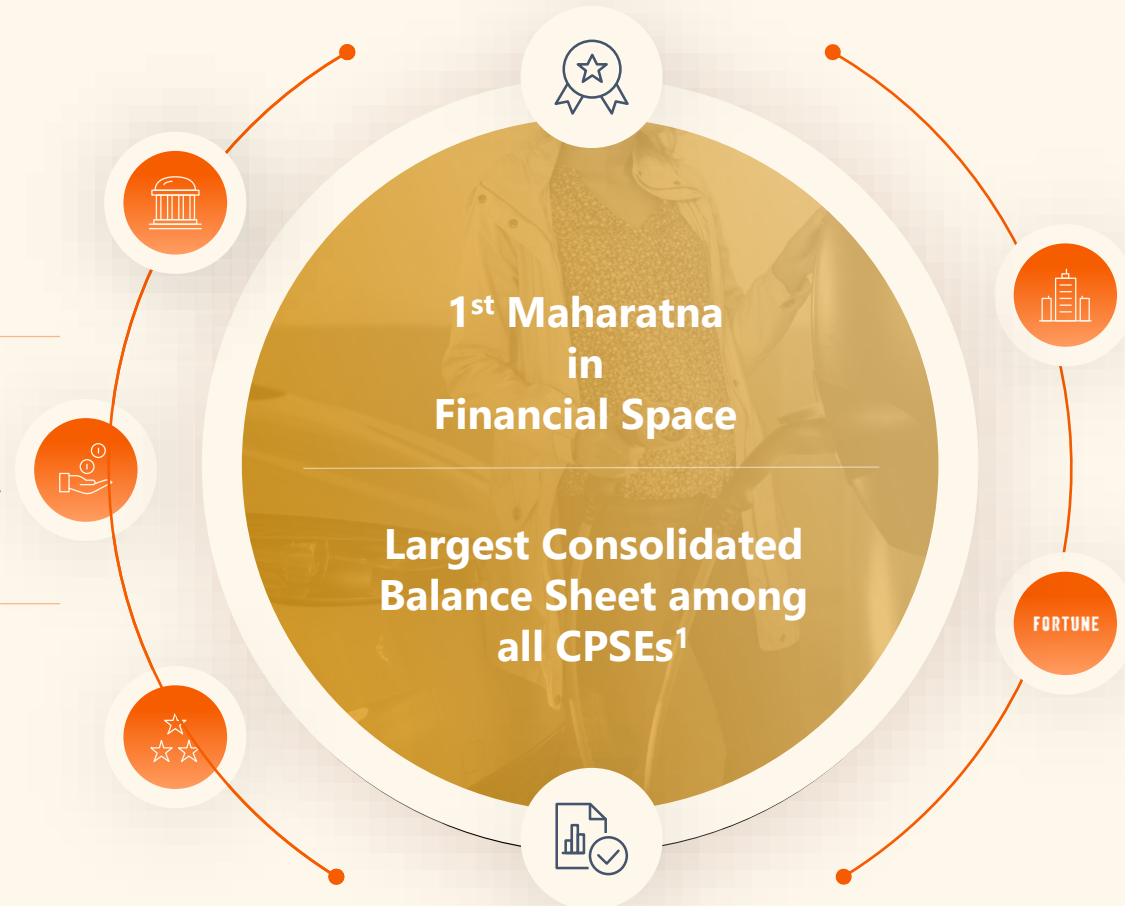 1st Maharatna
in
Financial Space
Largest Consolidated
Balance Sheet among
all CPSEs1
FORTUNE